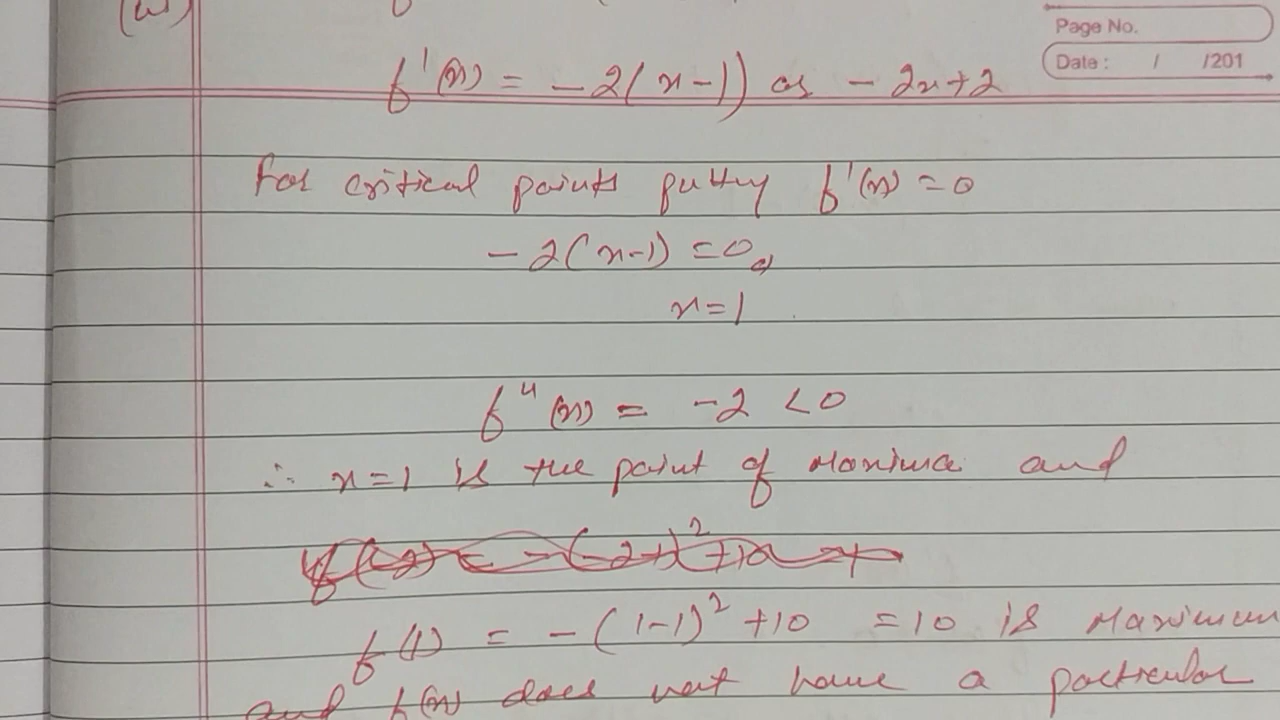 (iii)
Page No.
Date : / /201
f'(x) = -2(x-1) or -2x+2
For critical points putting f'(x) = 0
-2(x-1) = 0,
x=1
f"(x) = -2 < 0
∴ x=1 is the point of maxima and
f(1) = -(1-1)² +10 = 10 is Maximum
and f(x) does not have a particular